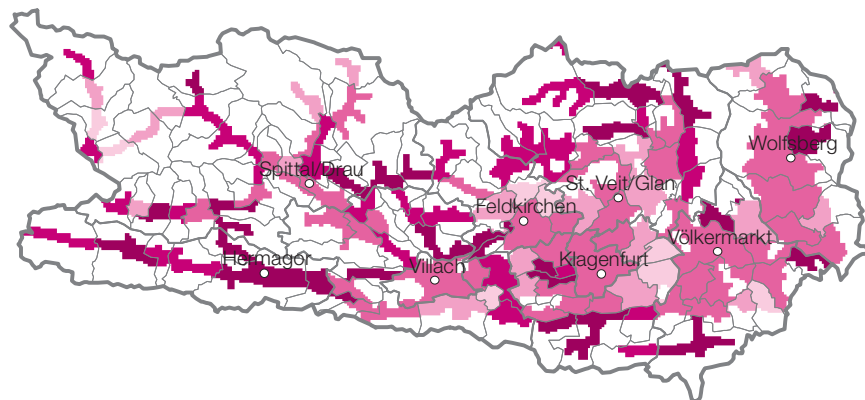 Wolfsberg
Spittal/Drau
St. Veit/Glan
Feldkirchen
Völkermarkt
Hermagor
Villach
Klagenfurt